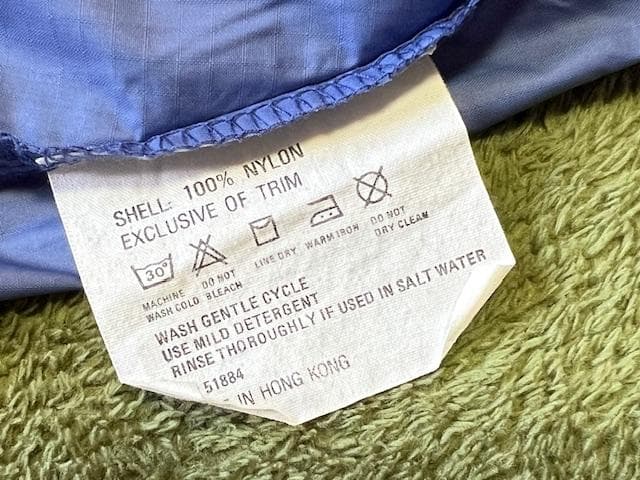 SHELL: 100% NYLON
EXCLUSIVE OF TRIM
30°
MACHINE WASH COLD
DO NOT BLEACH
LINE DRY
WARM IRON
DO NOT DRY CLEAN
WASH GENTLE CYCLE
USE MILD DETERGENT
RINSE THOROUGHLY IF USED IN SALT WATER
51884
IN HONG KONG